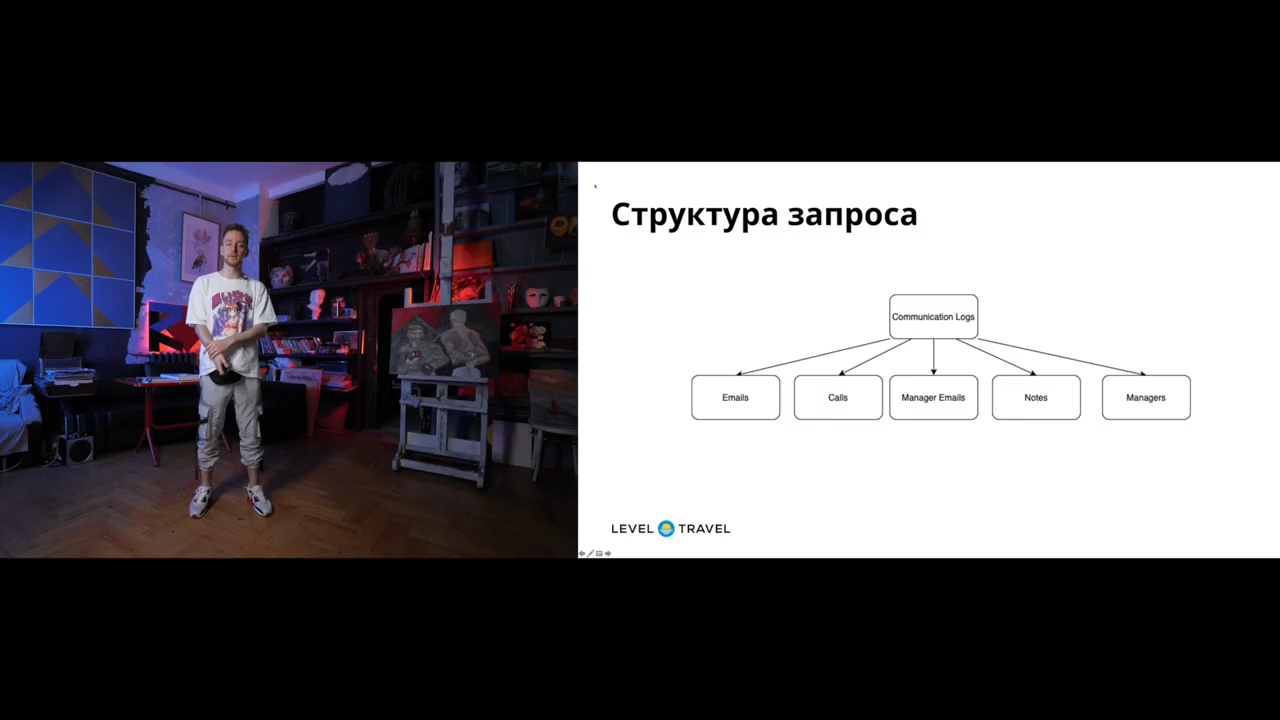 Структура запроса
Communication Logs
Emails
Calls
Manager Emails
Notes
Managers
LEVEL TRAVEL